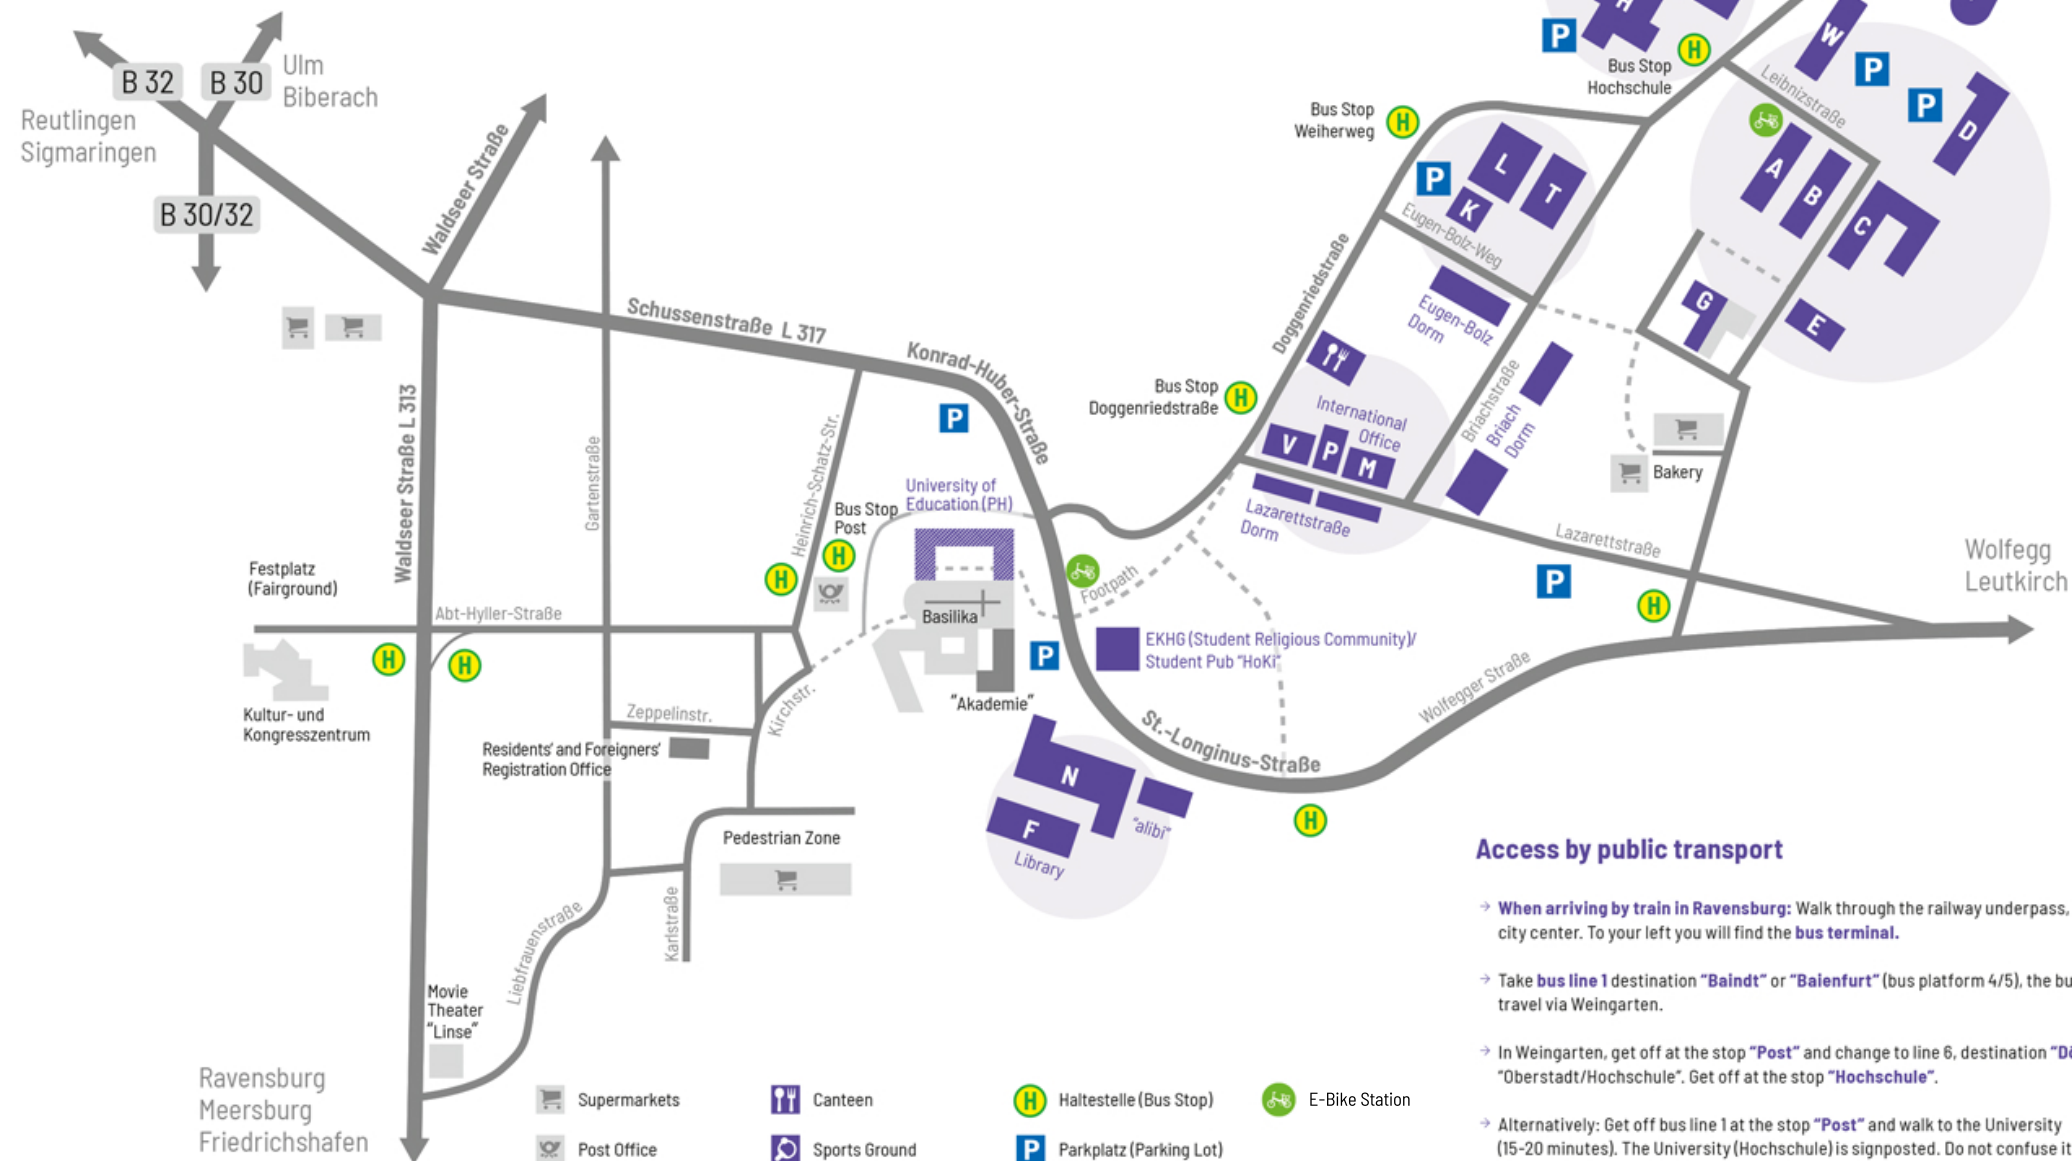 B 32
B 30
Ulm
Biberach
Reutlingen
Sigmaringen
B 30/32
Waldseer Straße
Schussenstraße L 317
Konrad-Huber-Straße
Waldseer Straße L 313
Gartenstraße
Heinrich-Schatz-Str.
Bus Stop
Post
H
H
University of
Education (PH)
P
Festplatz
(Fairground)
Abt-Hyller-Straße
H
H
Kultur- und
Kongresszentrum
Basilika
"Akademie"
P
Zeppelinstr.
Kirchstr.
Residents' and Foreigners'
Registration Office
Pedestrian Zone
Karlstraße
Liebfrauenstraße
Movie
Theater
"Linse"
Ravensburg
Meersburg
Friedrichshafen
P
H
Bus Stop
Hochschule
H
W
P
P
D
Leibnizstraße
A
B
C
G
E
Bus Stop
Weiherweg
H
P
L
T
K
Eugen-Bolz-Weg
Eugen-Bolz
Dorm
Doggenriedstraße
Bus Stop
Doggenriedstraße
H
International
Office
V
P
M
Briachstraße
Briach
Dorm
Bakery
Lazarettstraße
Dorm
Lazarettstraße
P
H
Wolfegg
Leutkirch
Footpath
EKHG (Student Religious Community)/
Student Pub "HoKi"
Wolfegger Straße
St.-Longinus-Straße
H
N
F
Library
"alibi"
Access by public transport
When arriving by train in Ravensburg: Walk through the railway underpass,
city center. To your left you will find the bus terminal.
Take bus line 1 destination "Baindt" or "Baienfurt" (bus platform 4/5), the
travel via Weingarten.
In Weingarten, get off at the stop "Post" and change to line 6, destination
"Oberstadt/Hochschule". Get off at the stop "Hochschule".
Alternatively: Get off bus line 1 at the stop "Post" and walk to the University
(15-20 minutes). The University (Hochschule) is signposted. Do not confuse it
Supermarkets
Canteen
H Haltestelle (Bus Stop)
E-Bike Station
Post Office
Sports Ground
P Parkplatz (Parking Lot)